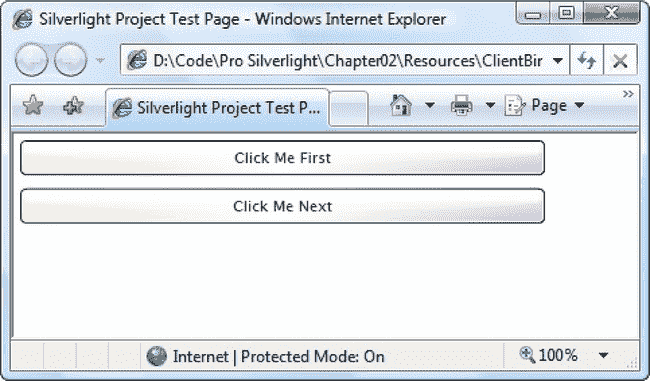 Silverlight Project Test Page - Windows Internet Explorer
D:\Code\Pro Silverlight\Chapter02\Resources\ClientBir
Silverlight Project Test P...
Page
Click Me First
Click Me Next
Internet | Protected Mode: On
100%